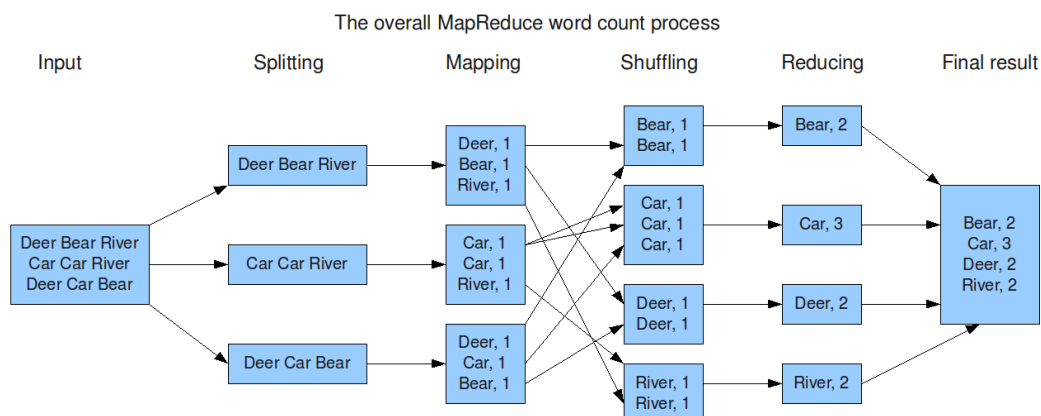 The overall MapReduce word count process
Input
Splitting
Mapping
Shuffling
Reducing
Final result
Deer Bear River
Car Car River
Deer Car Bear
Deer Bear River
Car Car River
Deer Car Bear
Deer, 1
Bear, 1
River, 1
Car, 1
Car, 1
River, 1
Deer, 1
Car, 1
Bear, 1
Bear, 1
Bear, 1
Car, 1
Car, 1
Car, 1
Deer, 1
Deer, 1
River, 1
River, 1
Bear, 2
Car, 3
Deer, 2
River, 2
Bear, 2
Car, 3
Deer, 2
River, 2